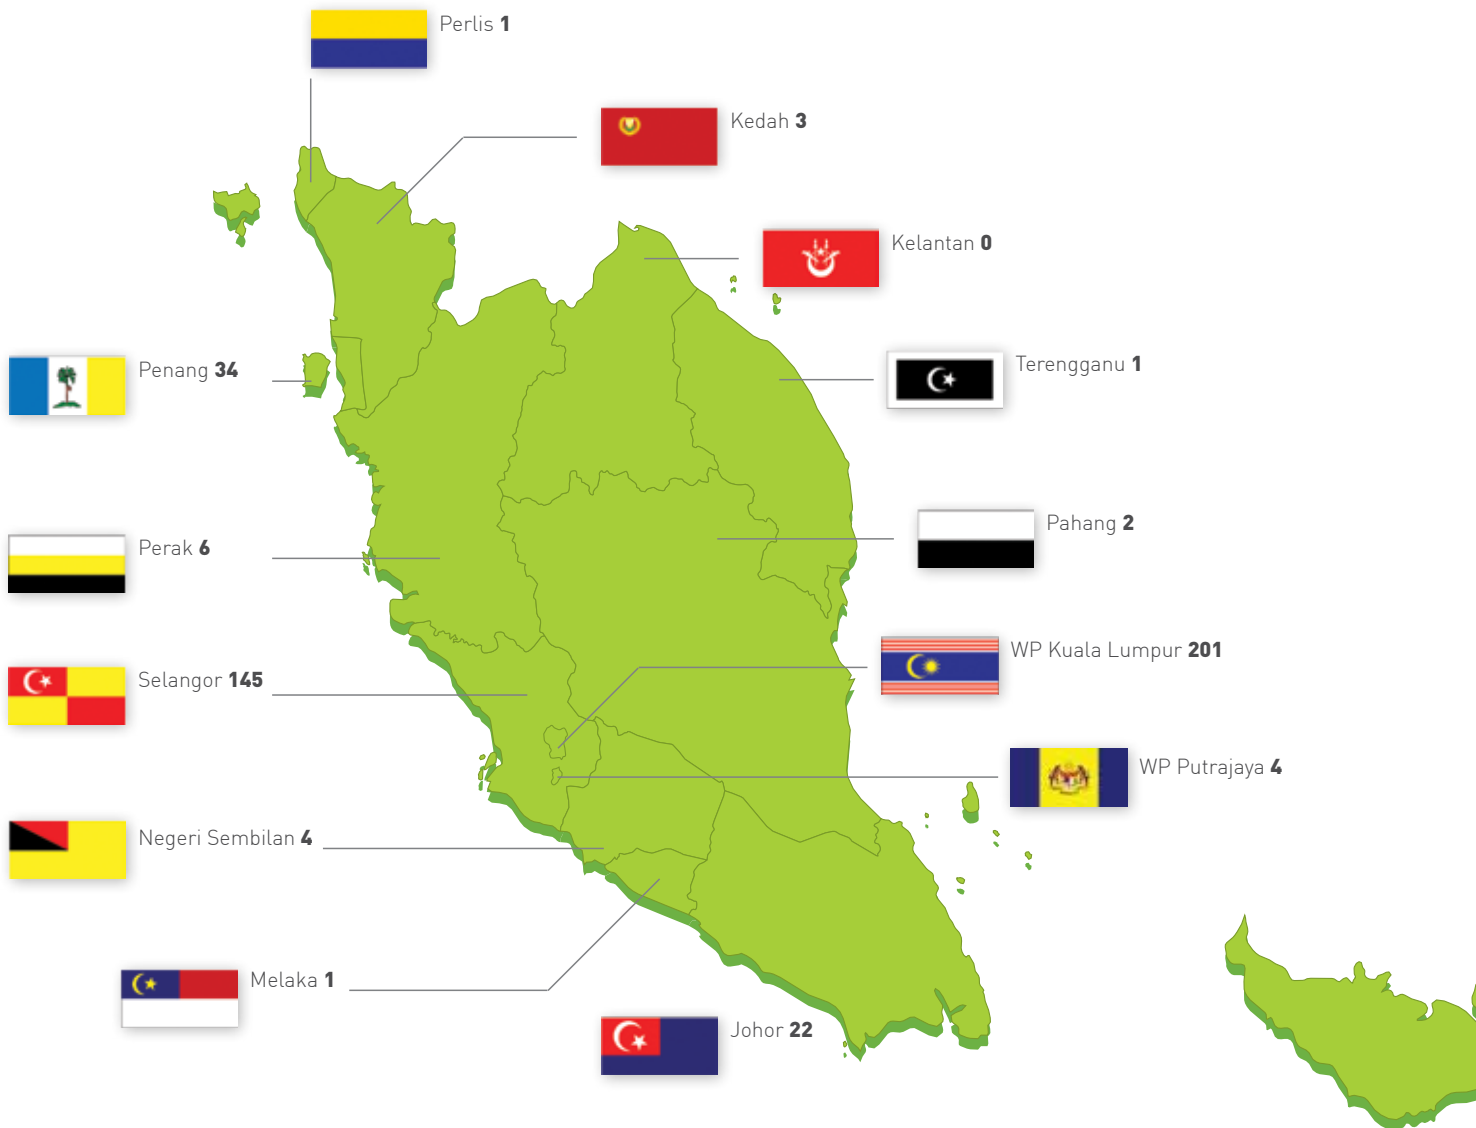 Perlis 1
Kedah 3
Kelantan 0
Penang 34
Terengganu 1
Pahang 2
Perak 6
WP Kuala Lumpur 201
Selangor 145
WP Putrajaya 4
Negeri Sembilan 4
Melaka 1
Johor 22